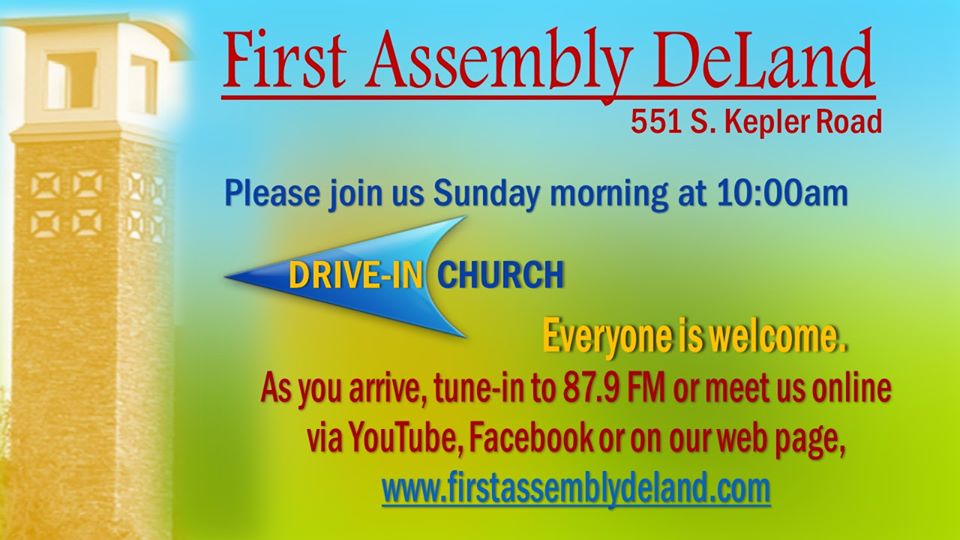 First Assembly DeLand
551 S. Kepler Road
Please join us Sunday morning at 10:00am
DRIVE-IN CHURCH
Everyone is welcome.
As you arrive, tune-in to 87.9 FM or meet us online
via YouTube, Facebook or on our web page,
www.firstassemblydeland.com